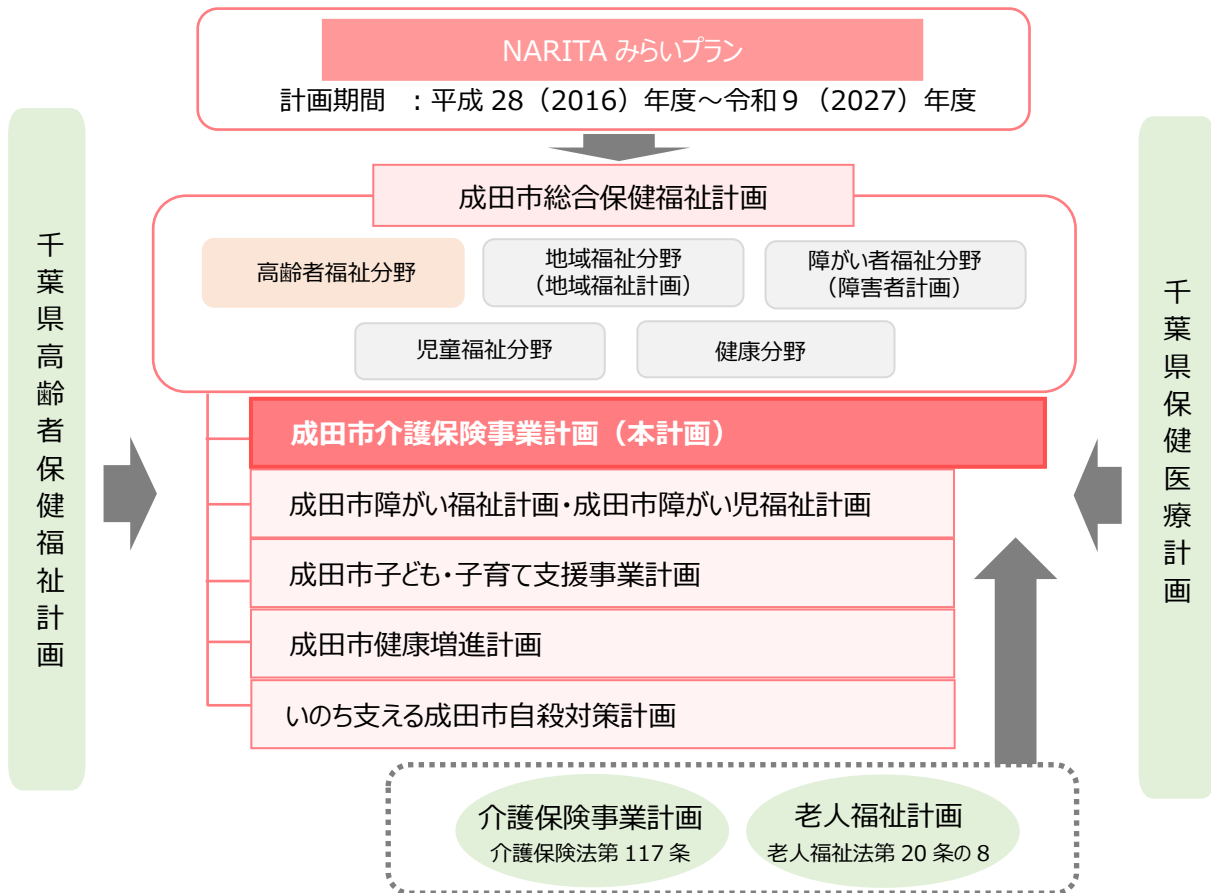 NARITA みらいプラン
計画期間　：平成 28（2016）年度～令和９（2027）年度
成田市総合保健福祉計画
高齢者福祉分野
地域福祉分野
（地域福祉計画）
障がい者福祉分野
（障害者計画）
児童福祉分野
健康分野
千葉県高齢者保健福祉計画
成田市介護保険事業計画（本計画）
成田市障がい福祉計画・成田市障がい児福祉計画
成田市子ども・子育て支援事業計画
成田市健康増進計画
いのち支える成田市自殺対策計画
千葉県保健医療計画
介護保険事業計画
介護保険法第 117 条
老人福祉計画
老人福祉法第 20 条の 8